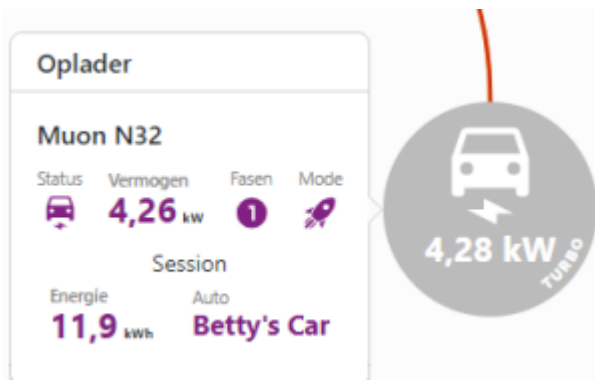 Oplader
Muon N32
Status Vermogen Fasen Mode
4,26 kW 1
Session
Energie Auto
11,9 kWh Betty's Car
4,28 kW
TURBO